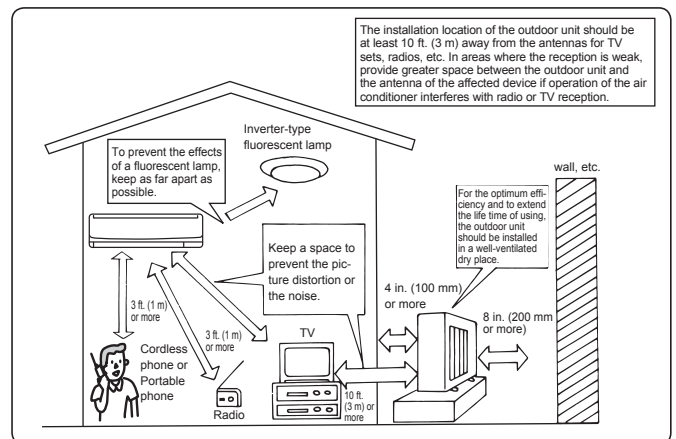 The installation location of the outdoor unit should be
at least 10 ft. (3 m) away from the antennas for TV
sets, radios, etc. In areas where the reception is weak,
provide greater space between the outdoor unit and
the antenna of the affected device if operation of the air
conditioner interferes with radio or TV reception.
Inverter-type
fluorescent lamp
To prevent the effects
of a fluorescent lamp,
keep as far apart as
possible.
wall, etc.
For the optimum effi-
ciency and to extend
the life time of using,
the outdoor unit
should be installed
in a well-ventilated
dry place.
Keep a space to
prevent the pic-
ture distortion or
the noise.
4 in. (100 mm)
or more
8 in. (200 mm
or more)
3 ft. (1 m)
or more
3 ft. (1 m)
or more
TV
Cordless
phone or
Portable
phone
Radio
10 ft.
(3 m) or
more